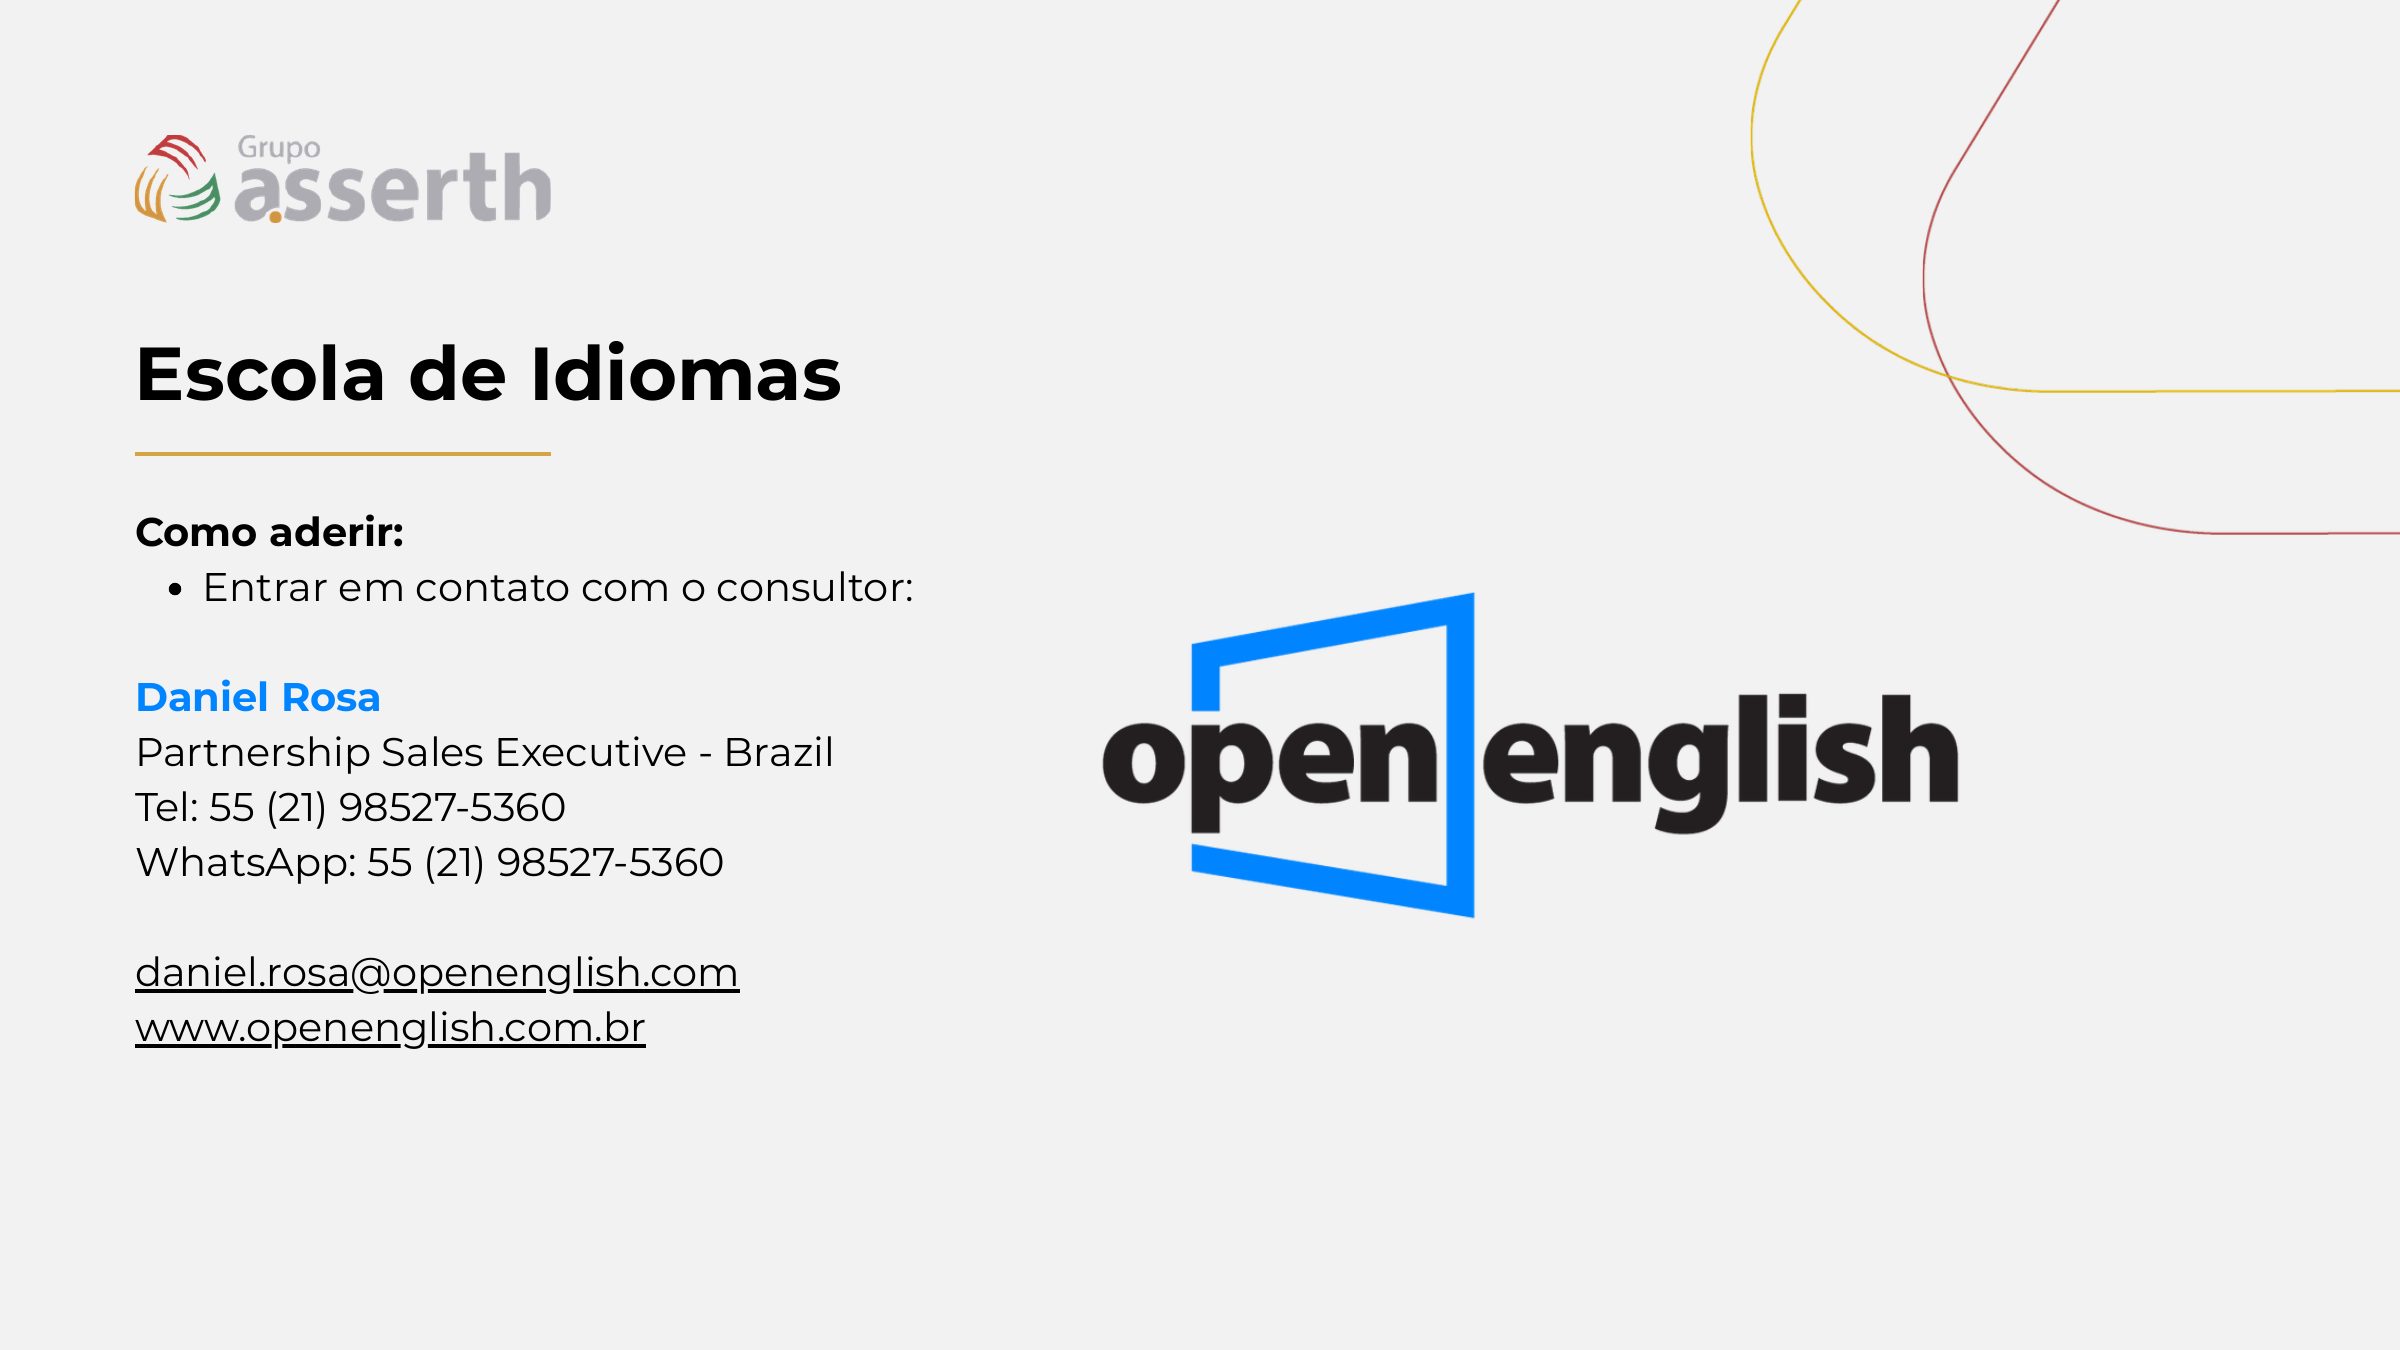 Grupo
asserth
Escola de Idiomas
Como aderir:
• Entrar em contato com o consultor:
Daniel Rosa
Partnership Sales Executive - Brazil
Tel: 55 (21) 98527-5360
WhatsApp: 55 (21) 98527-5360
daniel.rosa@openenglish.com
www.openenglish.com.br
open english